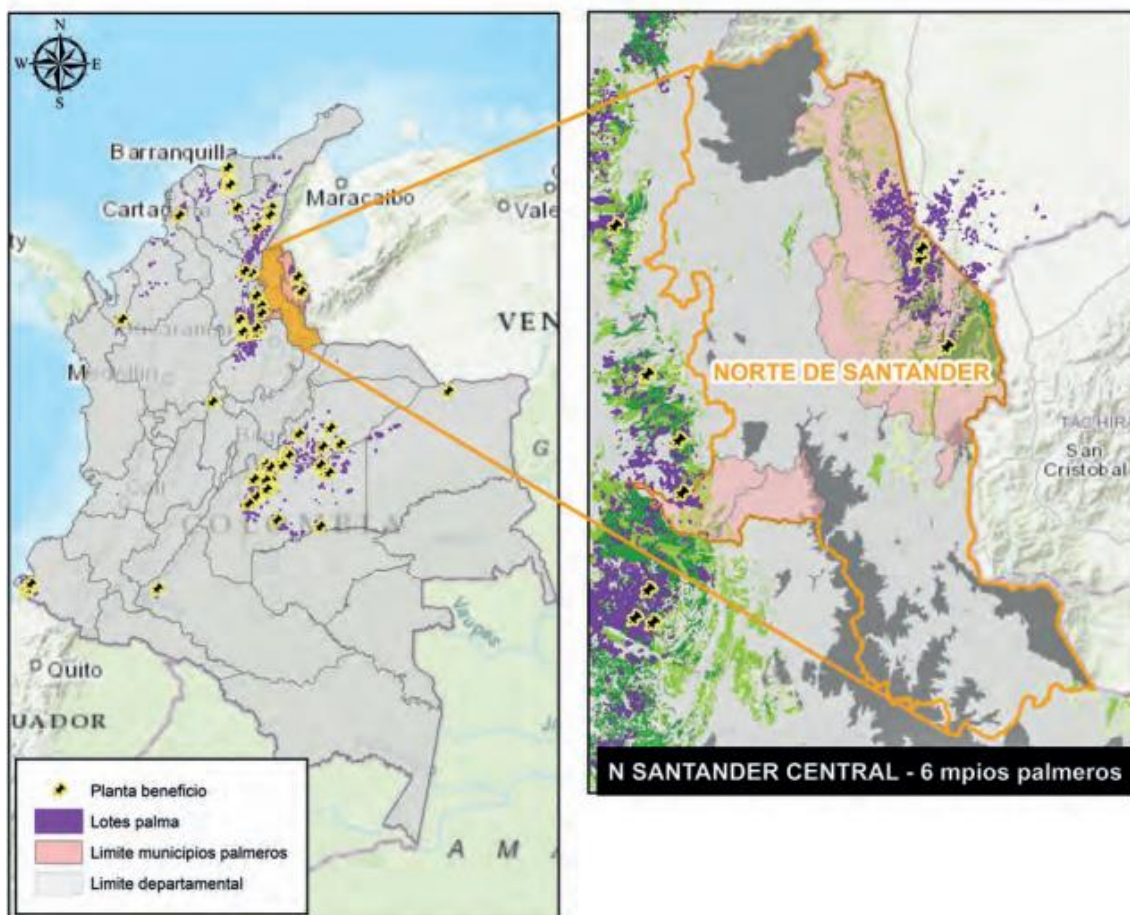 N
W E
S
Barranquilla
Maracaibo
Cartagena
Vale
VEN
Medellín
G
COLOMBIA
Vaupes
Quito
UADOR
A M A
Planta beneficio
Lotes palma
Limite municipios palmeros
Limite departamental
NORTE DE SANTANDER
TÁCHIRA
San
Cristobal
N SANTANDER CENTRAL - 6 mpios palmeros